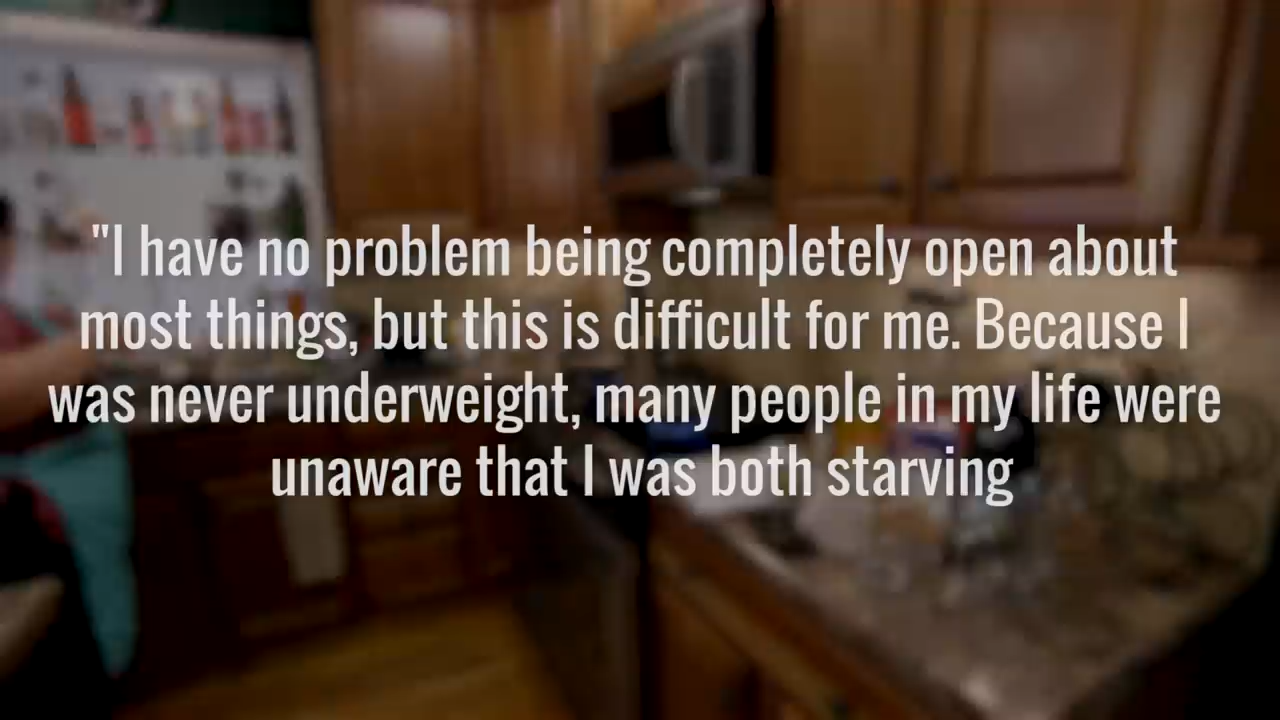 "I have no problem being completely open about
most things, but this is difficult for me. Because I
was never underweight, many people in my life were
unaware that I was both starving